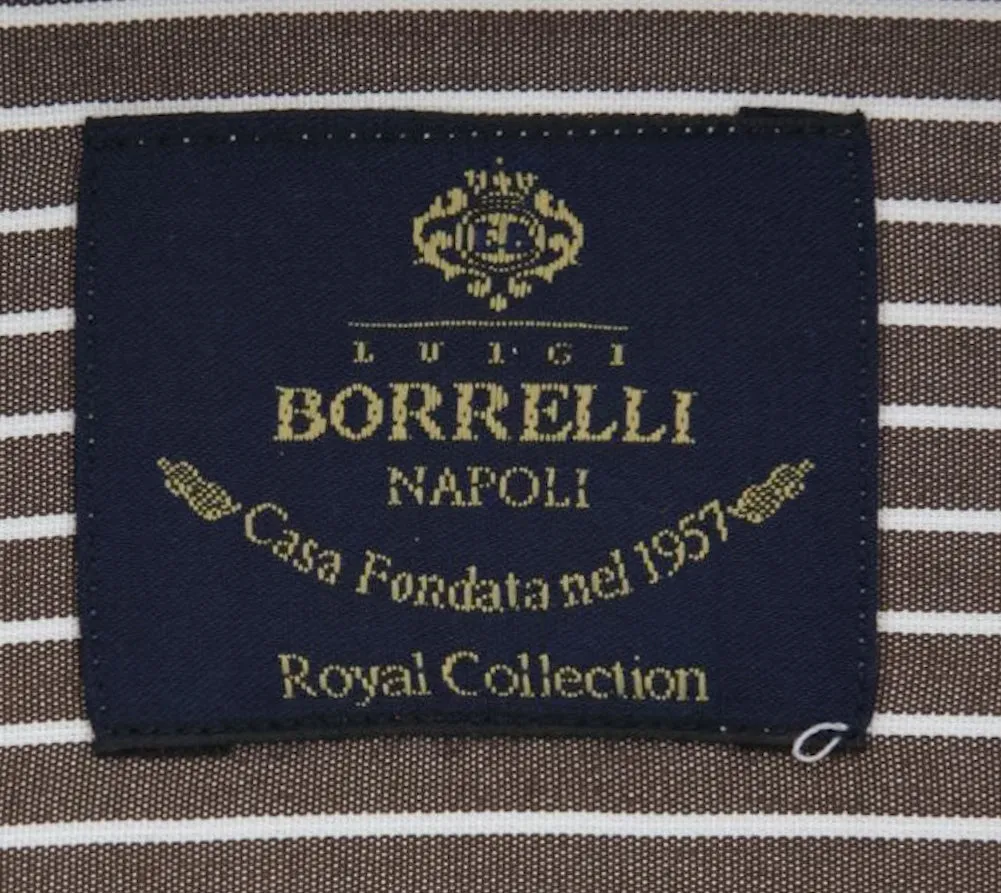 LUIGI
BORRELLI
NAPOLI
Casa Fondata nel 1957
Royal Collection